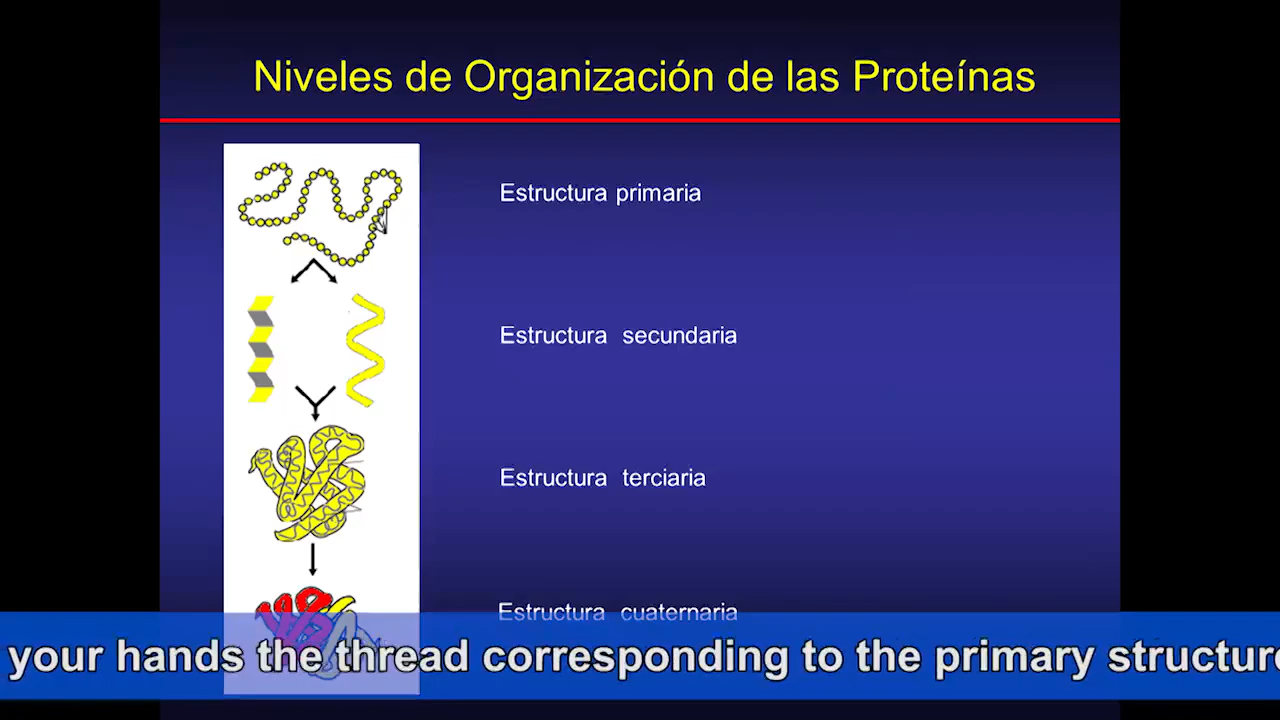 Niveles de Organización de las Proteínas
Estructura primaria
Estructura secundaria
Estructura terciaria
Estructura cuaternaria
your hands the thread corresponding to the primary structure